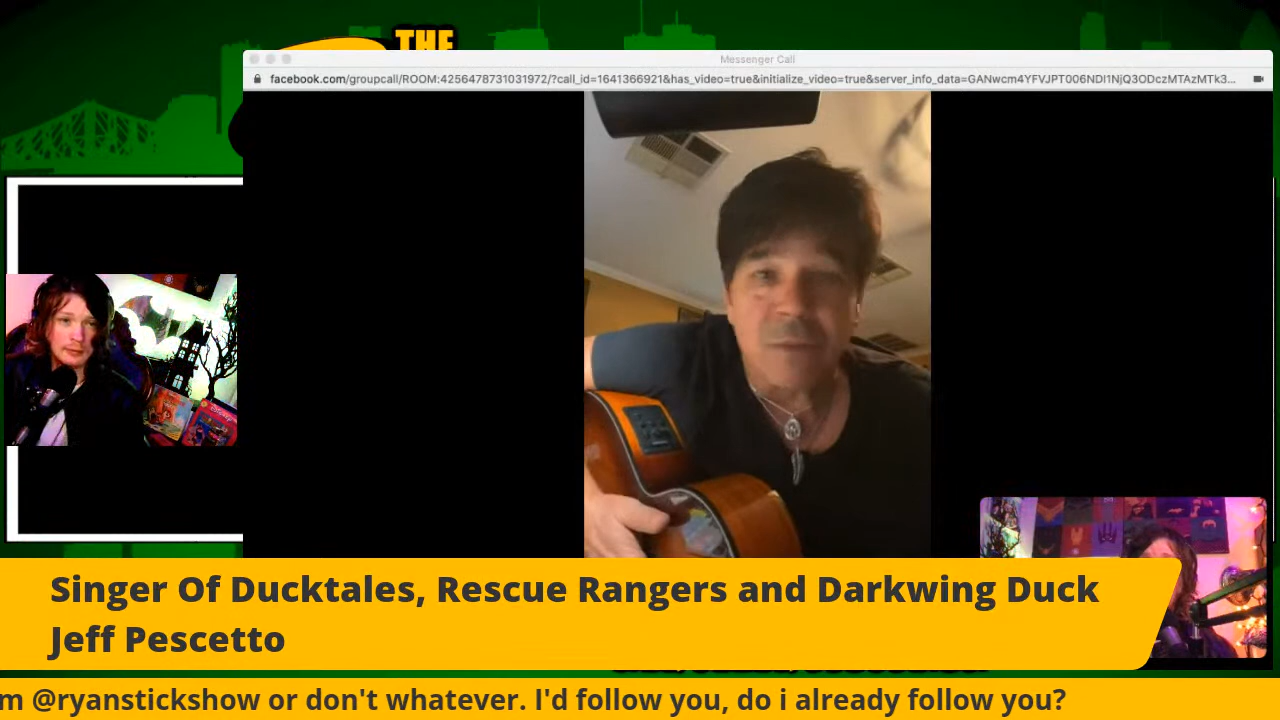 THE
Messenger Call
facebook.com/groupcall/ROOM:4256478731031972/?call_id=1641366921&has_video=true&initialize_video=true&server_info_data=GANwcm4YFVJPT006NDI1NjQ3ODczMTAzMTk3...
Singer Of Ducktales, Rescue Rangers and Darkwing Duck
Jeff Pescetto
m @ryanstickshow or don't whatever. I'd follow you, do i already follow you?